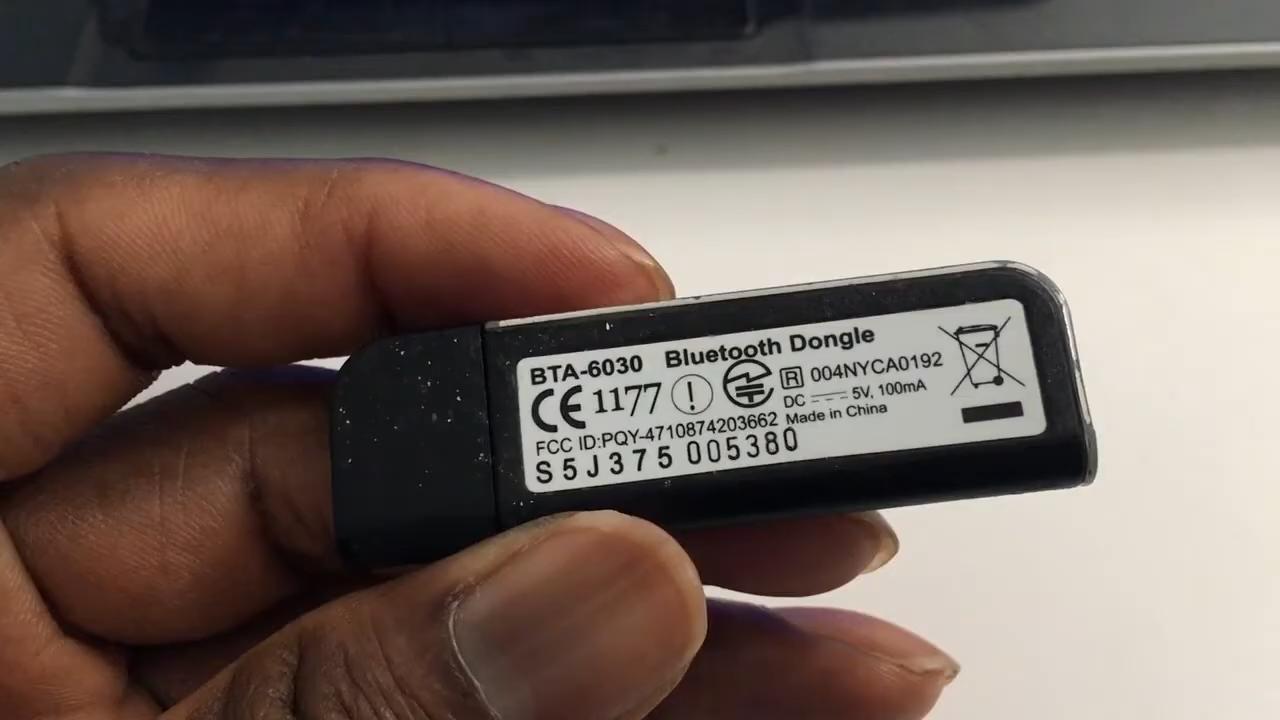 BTA-6030 Bluetooth Dongle
CE 1177 ! R 004NYCA0192
DC 5V, 100mA
FCC ID:PQY-4710874203662 Made in China
S5J375 005380